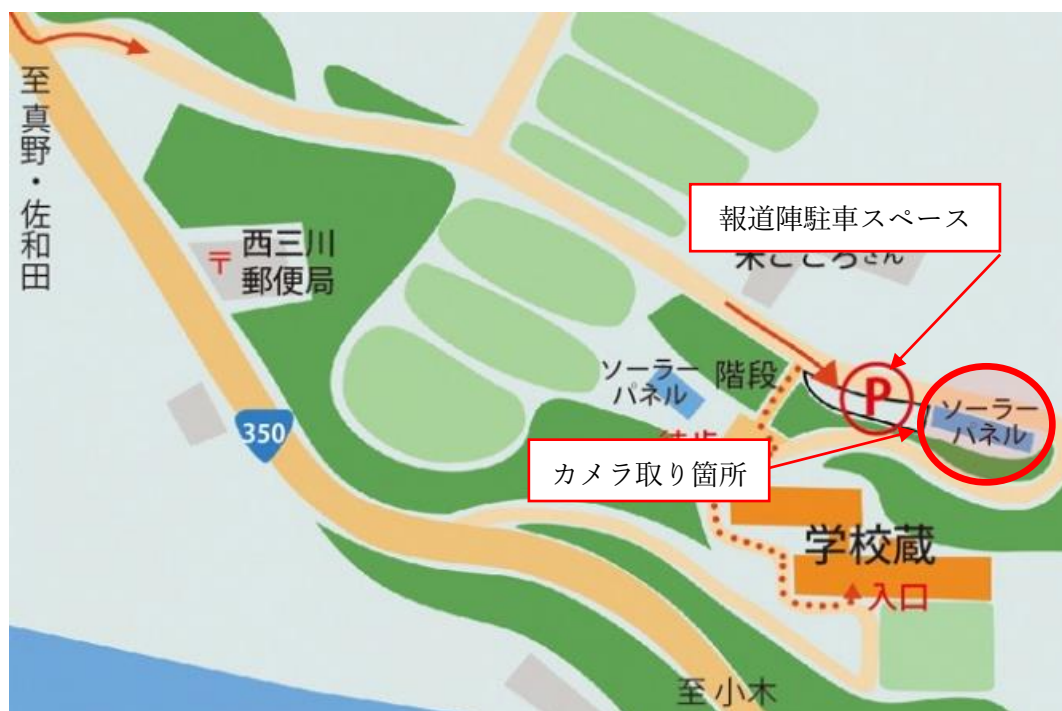 至真野・佐和田
〒
西三川
郵便局
報道陣駐車スペース
さん
ソーラー
パネル
階段
P
ソーラー
パネル
350
カメラ取り箇所
学校蔵
入口
至 小木